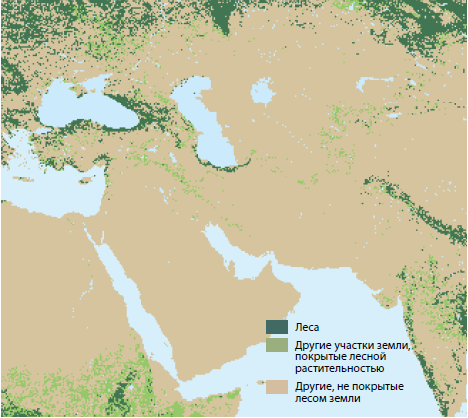 Леса
Другие участки земли,
покрытые лесной
растительностью
Другие, не покрытые
лесом земли